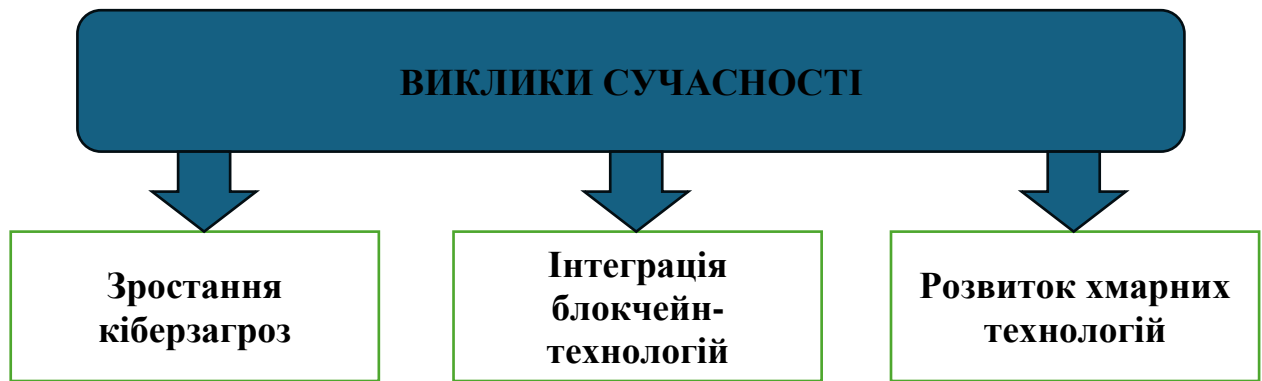 ВИКЛИКИ СУЧАСНОСТІ
Зростання
кіберзагроз
Інтеграція
блокчейн-
технологій
Розвиток хмарних
технологій